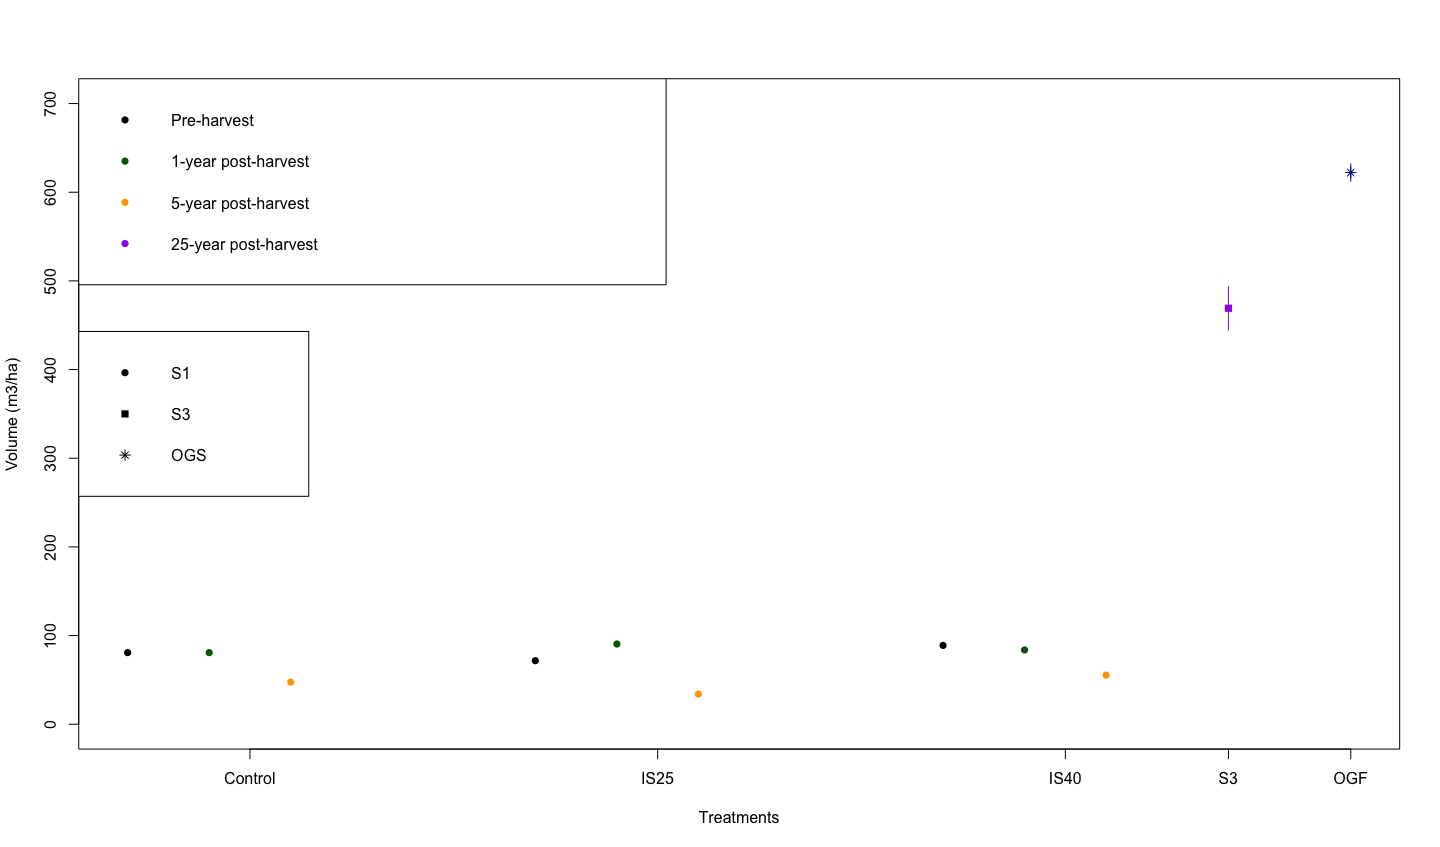 Pre-harvest
1-year post-harvest
5-year post-harvest
25-year post-harvest
S1
S3
OGS
Volume (m3/ha)
700
600
500
400
300
200
100
0
Control IS25 IS40 S3 OGF
Treatments